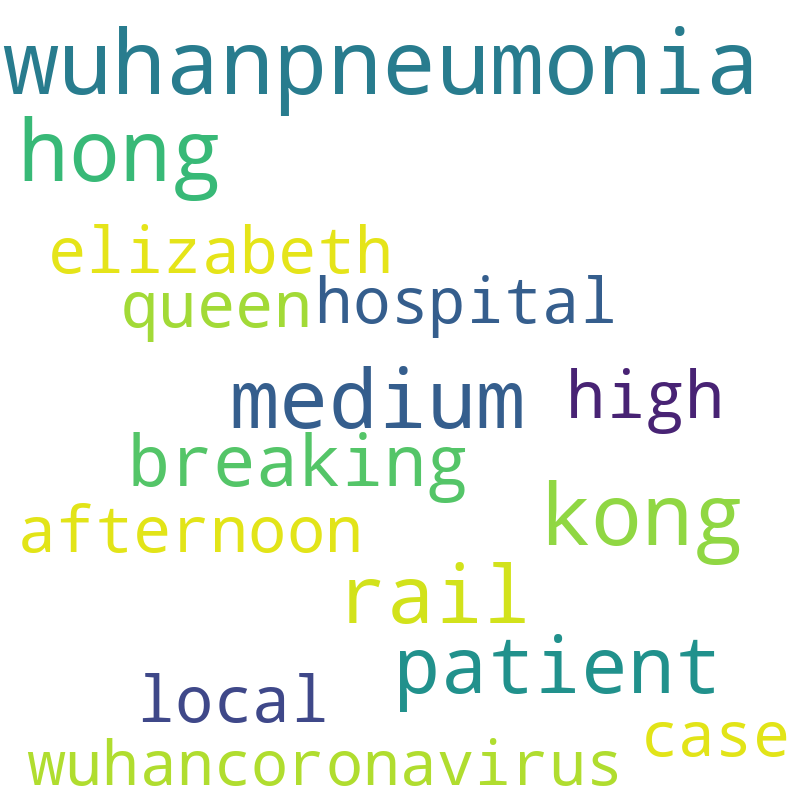 wuhanpneumonia
hong
elizabeth
queen hospital
medium high
breaking
kong
afternoon
rail
patient
local
case
wuhancoronavirus